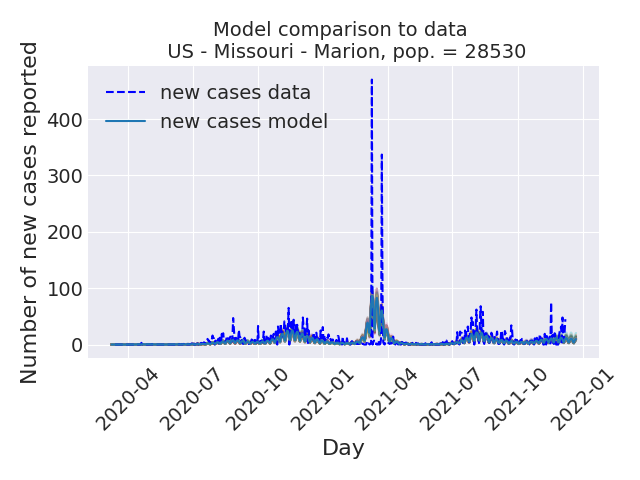 Model comparison to data
US - Missouri - Marion, pop. = 28530
new cases data
new cases model
Number of new cases reported
400
300
200
100
0
2020-04
2020-07
2020-10
2021-01
2021-04
2021-07
2021-10
2022-01
Day